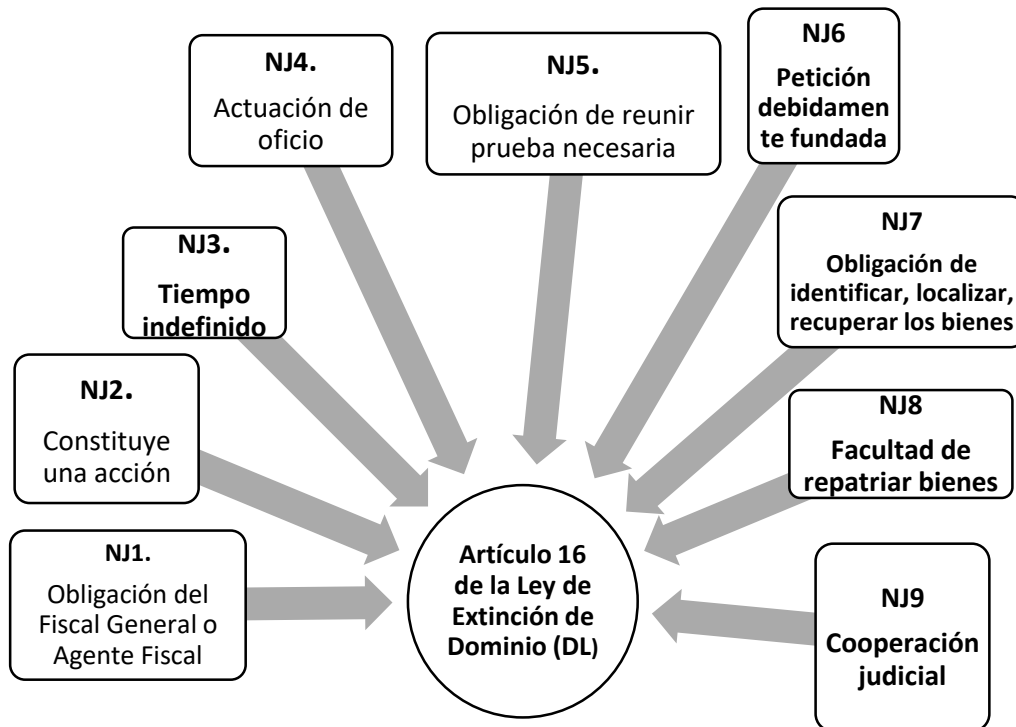 NJ1.
Obligación del
Fiscal General o
Agente Fiscal
NJ2.
Constituye
una acción
NJ3.
Tiempo
indefinido
NJ4.
Actuación de
oficio
NJ5.
Obligación de reunir
prueba necesaria
NJ6
Petición
debidamen
te fundada
NJ7
Obligación de
identificar, localizar,
recuperar los bienes
NJ8
Facultad de
repatriar bienes
NJ9
Cooperación
judicial
Artículo 16
de la Ley de
Extinción de
Dominio (DL)